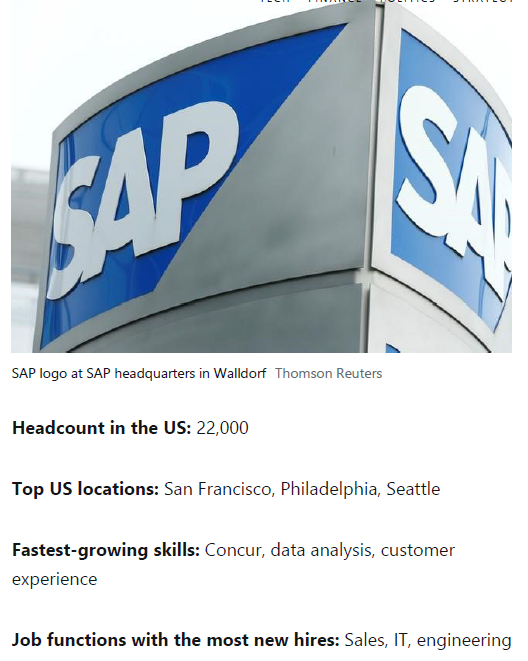 SAP
SAP
SAP logo at SAP headquarters in Walldorf Thomson Reuters
Headcount in the US: 22,000
Top US locations: San Francisco, Philadelphia, Seattle
Fastest-growing skills: Concur, data analysis, customer
experience
Job functions with the most new hires: Sales, IT, engineering